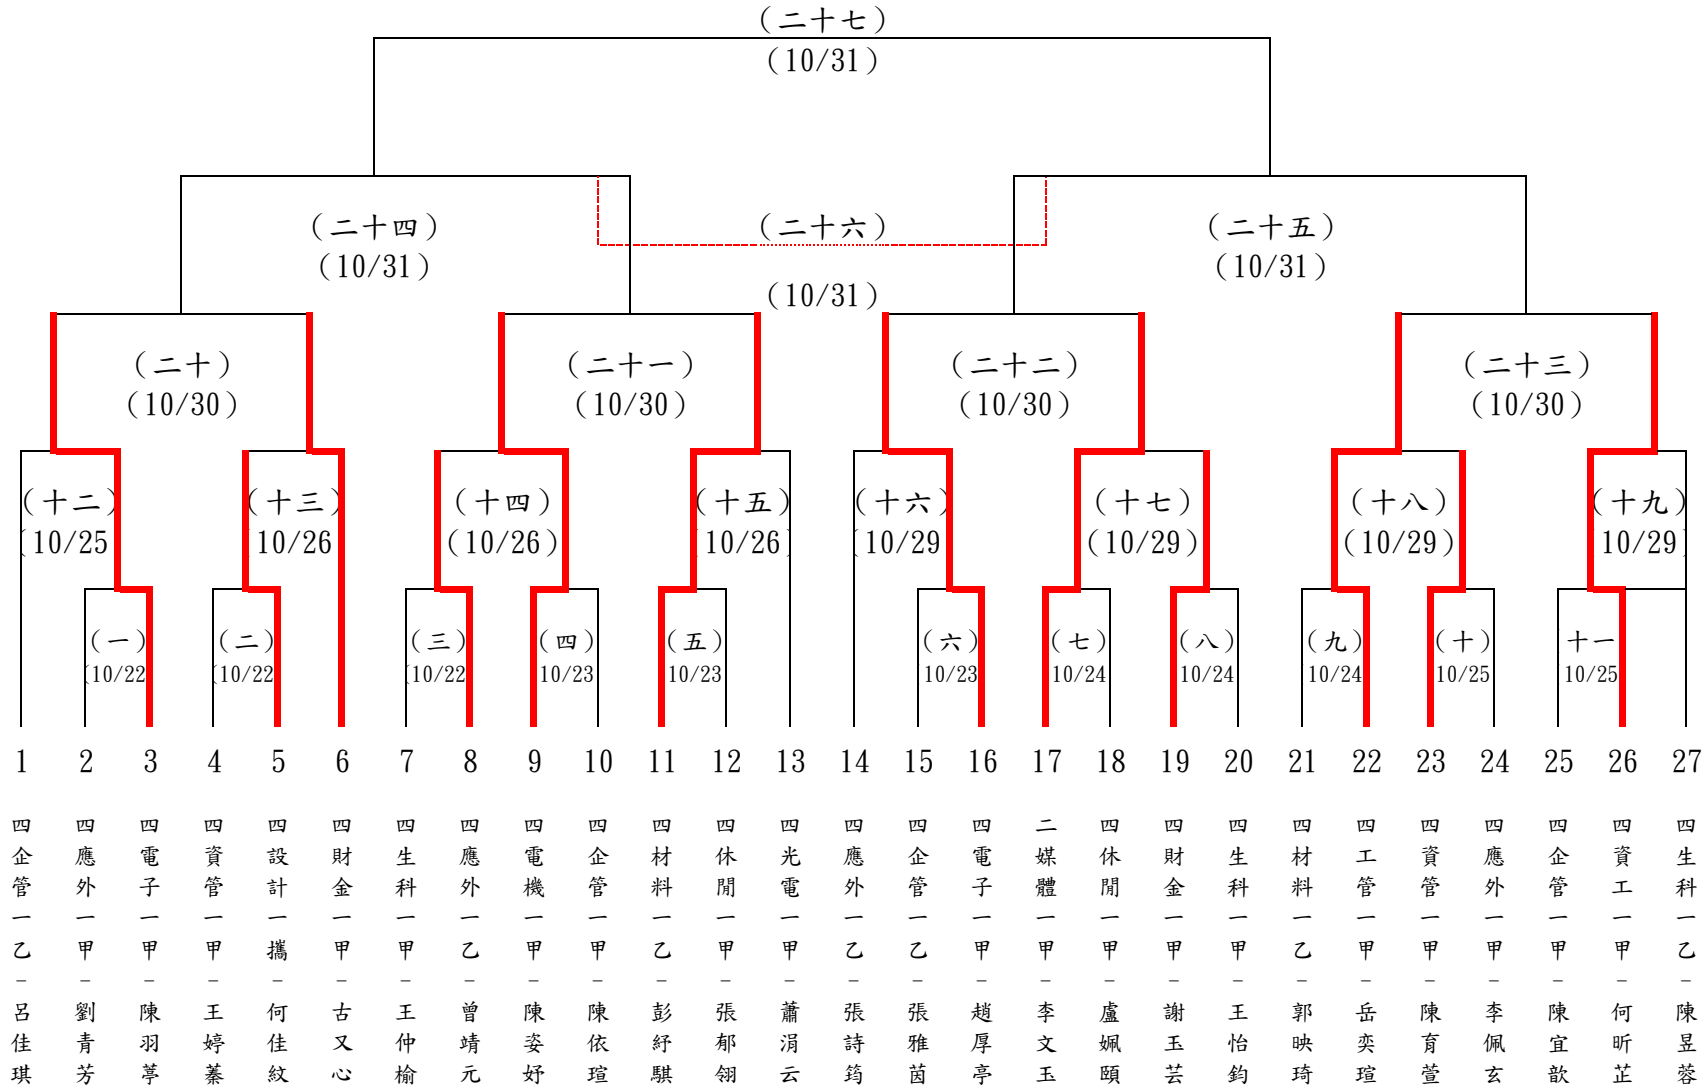 （二十七）
（10/31）
（二十四）
（10/31）
（二十六）
（10/31）
（二十五）
（10/31）
（二十）
（10/30）
（二十一）
（10/30）
（二十二）
（10/30）
（二十三）
（10/30）
（十二）
（10/25
（十三）
10/26
（十四）
（10/26）
（十五）
（10/26）
（十六）
（10/29
（十七）
（10/29）
（十八）
（10/29）
（十九）
10/29）
（一）
（10/22
（二）
（10/22
（三）
（10/22
（四）
10/23
（五）
10/23
（六）
10/23
（七）
10/24
（八）
10/24
（九）
10/24
（十）
10/25
十一
10/25
1 2 3 4 5 6 7 8 9 10 11 12 13 14 15 16 17 18 19 20 21 22 23 24 25 26 27
四企管一乙-呂佳琪
四應外一甲-劉青芳
四電子一甲-陳羽葶
四資管一甲-王婷蓁
四設計一攜-何佳紋
四財金一甲-古又心
四生科一甲-王仲榆
四應外一乙-曾靖元
四電機一甲-陳姿妤
四企管一甲-陳依瑄
四材料一乙-彭紓騏
四休閒一甲-張郁翎
四光電一甲-蕭涓云
四應外一乙-張詩筠
四企管一乙-張雅茵
四電子一甲-趙厚亭
二媒體一甲-李文玉
四休閒一甲-盧姵頤
四財金一甲-謝玉芸
四生科一甲-王怡鈞
四材料一乙-郭映琦
四工管一甲-岳奕瑄
四資管一甲-陳育萱
四應外一甲-李佩玄
四企管一甲-陳宜歆
四資工一甲-何昕芷
四生科一乙-陳昱蓉